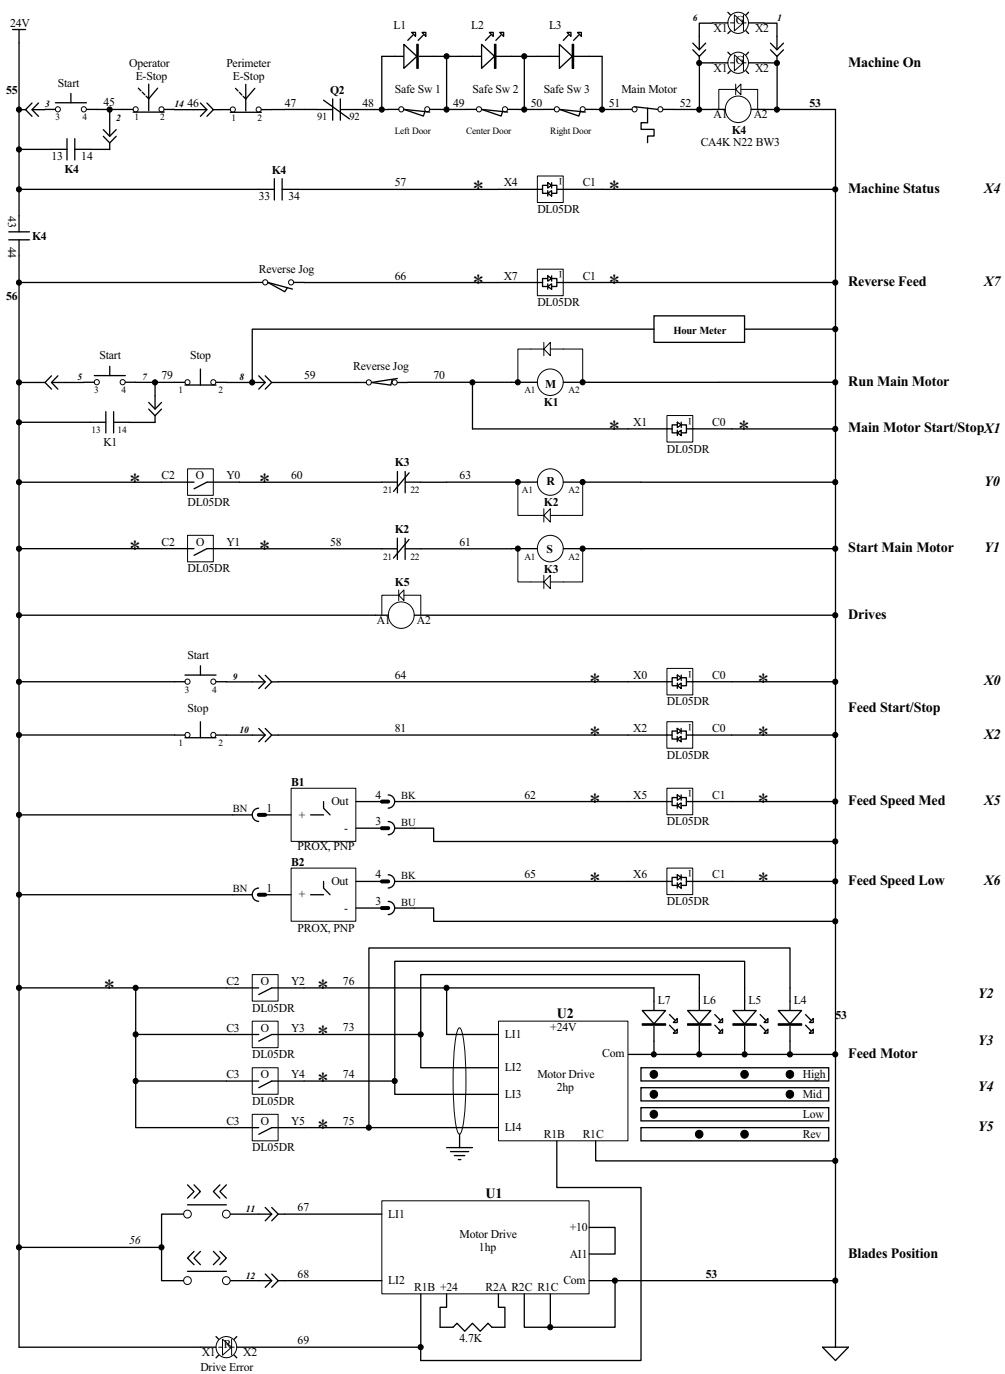 24V
L1 L2 L3
6 1
X1 X2
Machine On
Operator E-Stop
Perimeter E-Stop
X1 X2
Start
55
3 45 14 46 47 Q2 48 Safe Sw 1 49 Safe Sw 2 50 Safe Sw 3 51 Main Motor 52 A1 A2 53
3 4 2 1 2 1 2 91 92
Left Door Center Door Right Door
K4
CA4K N22 BW3
13 14
K4
K4 57 * X4 I C1 * Machine Status X4
33 34
DL05DR
43
K4
44
Reverse Jog 66 * X7 I C1 * Reverse Feed X7
DL05DR
56
Hour Meter
Start Stop Reverse Jog
5 7 79 8 59 70 M Run Main Motor
3 4 1 2 A1 A2
K1
13 14
K1
* X1 I C0 * Main Motor Start/Stop X1
DL05DR
* C2 O Y0 * 60 K3 63 R Y0
DL05DR 21 22 A1 A2
K2
* C2 O Y1 * 58 K2 61 S Start Main Motor Y1
DL05DR 21 22 A1 A2
K3
K5
A1 A2
Drives
Start
9 64 * X0 I C0 * X0
3 4
DL05DR
Feed Start/Stop
Stop
10 81 * X2 I C0 * X2
1 2
DL05DR
B1
BN 1 + Out - 4 BK 62 * X5 I C1 * Feed Speed Med X5
3 BU
DL05DR
PROX, PNP
B2
BN 1 + Out - 4 BK 65 * X6 I C1 * Feed Speed Low X6
3 BU
DL05DR
PROX, PNP
* C2 O Y2 * 76 Y2
DL05DR
L7 L6 L5 L4
U2
+24V
53
C3 O Y3 * 73 LI1 Y3
DL05DR
Com
Feed Motor
LI2
Motor Drive
2hp
High
C3 O Y4 * 74 LI3 Mid Y4
DL05DR
Low
C3 O Y5 * 75 LI4 Rev Y5
DL05DR
R1B R1C
U1
11 67 LI1
+10
Motor Drive
1hp
56
AI1
Blades Position
12 68 LI2
Com 53
R1B +24 R2A R2C R1C
4.7K
X1 R X2 69
Drive Error